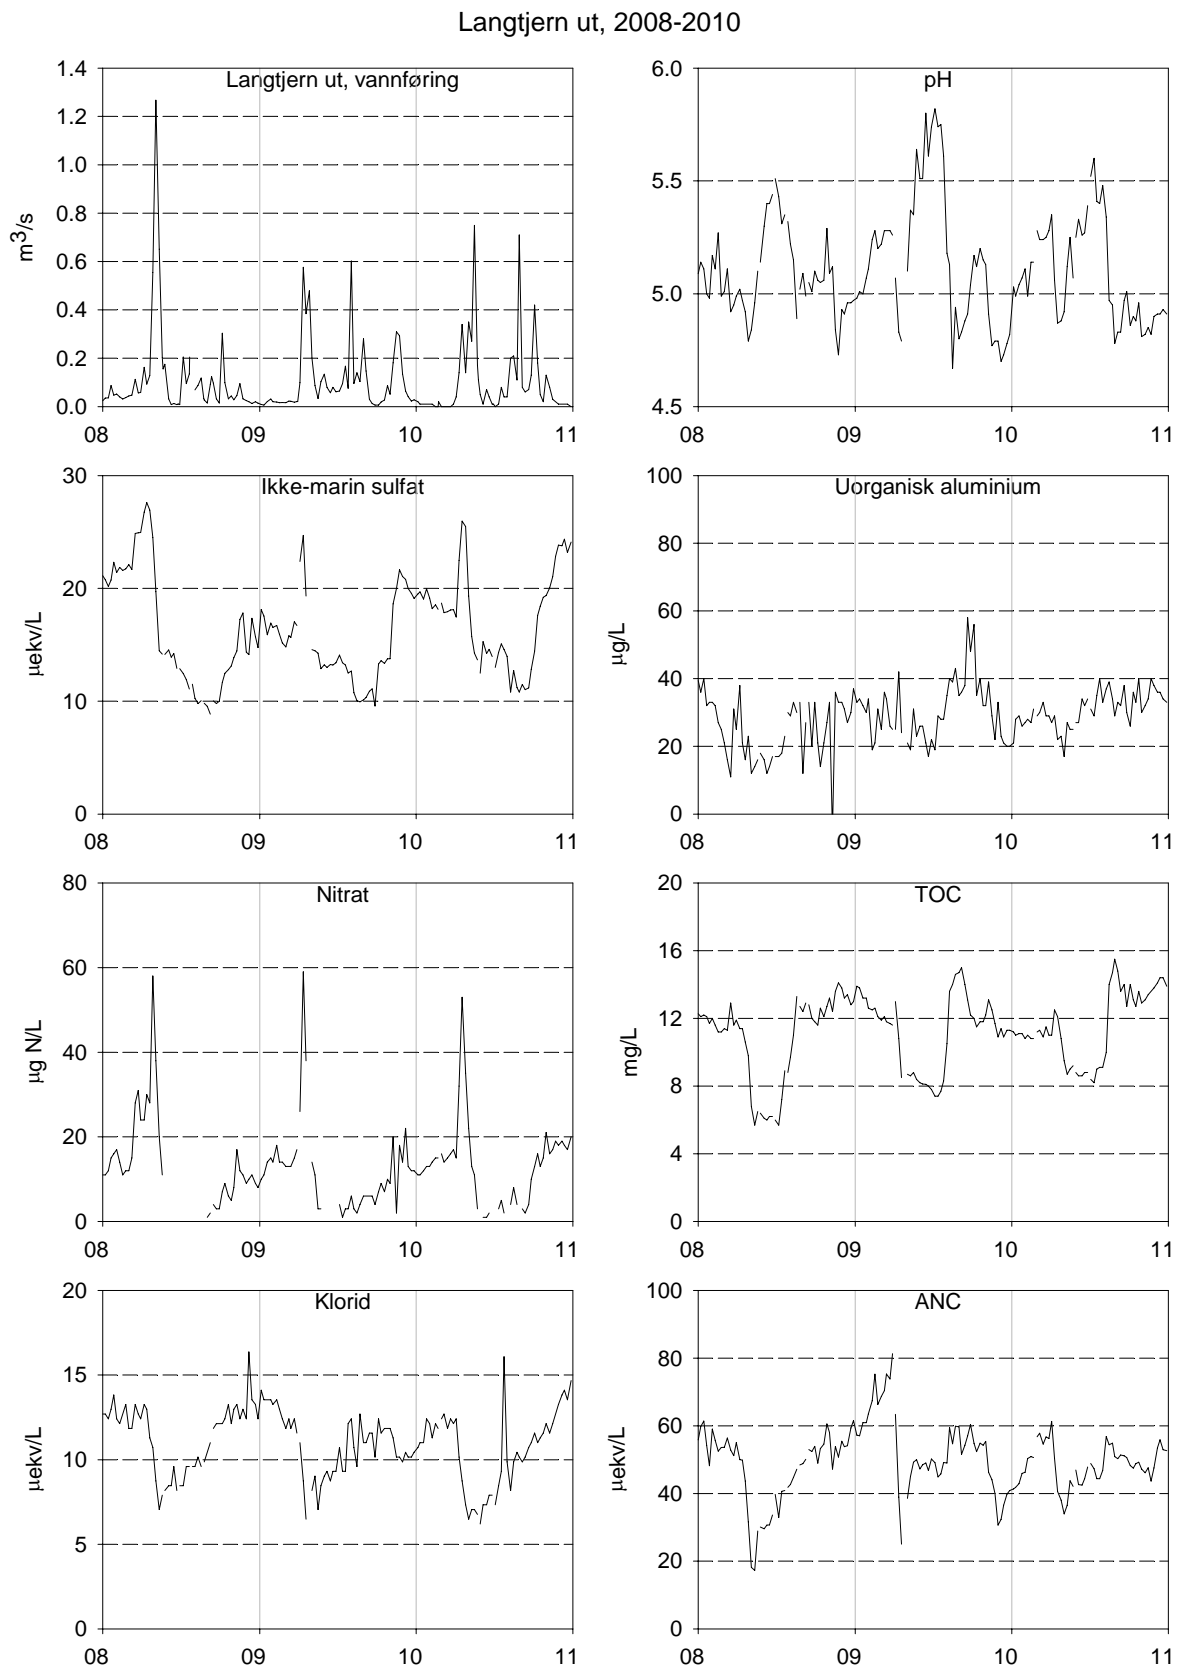 Langtjern ut, 2008-2010
Langtjern ut, vannføring
m³/s
1.4
1.2
1.0
0.8
0.6
0.4
0.2
0.0
08 09 10 11
pH
6.0
5.5
5.0
4.5
08 09 10 11
Ikke-marin sulfat
µekv/L
30
20
10
0
08 09 10 11
Uorganisk aluminium
µg/L
100
80
60
40
20
0
08 09 10 11
Nitrat
µg N/L
80
60
40
20
0
08 09 10 11
TOC
mg/L
20
16
12
8
4
0
08 09 10 11
Klorid
µekv/L
20
15
10
5
0
08 09 10 11
ANC
µekv/L
100
80
60
40
20
0
08 09 10 11